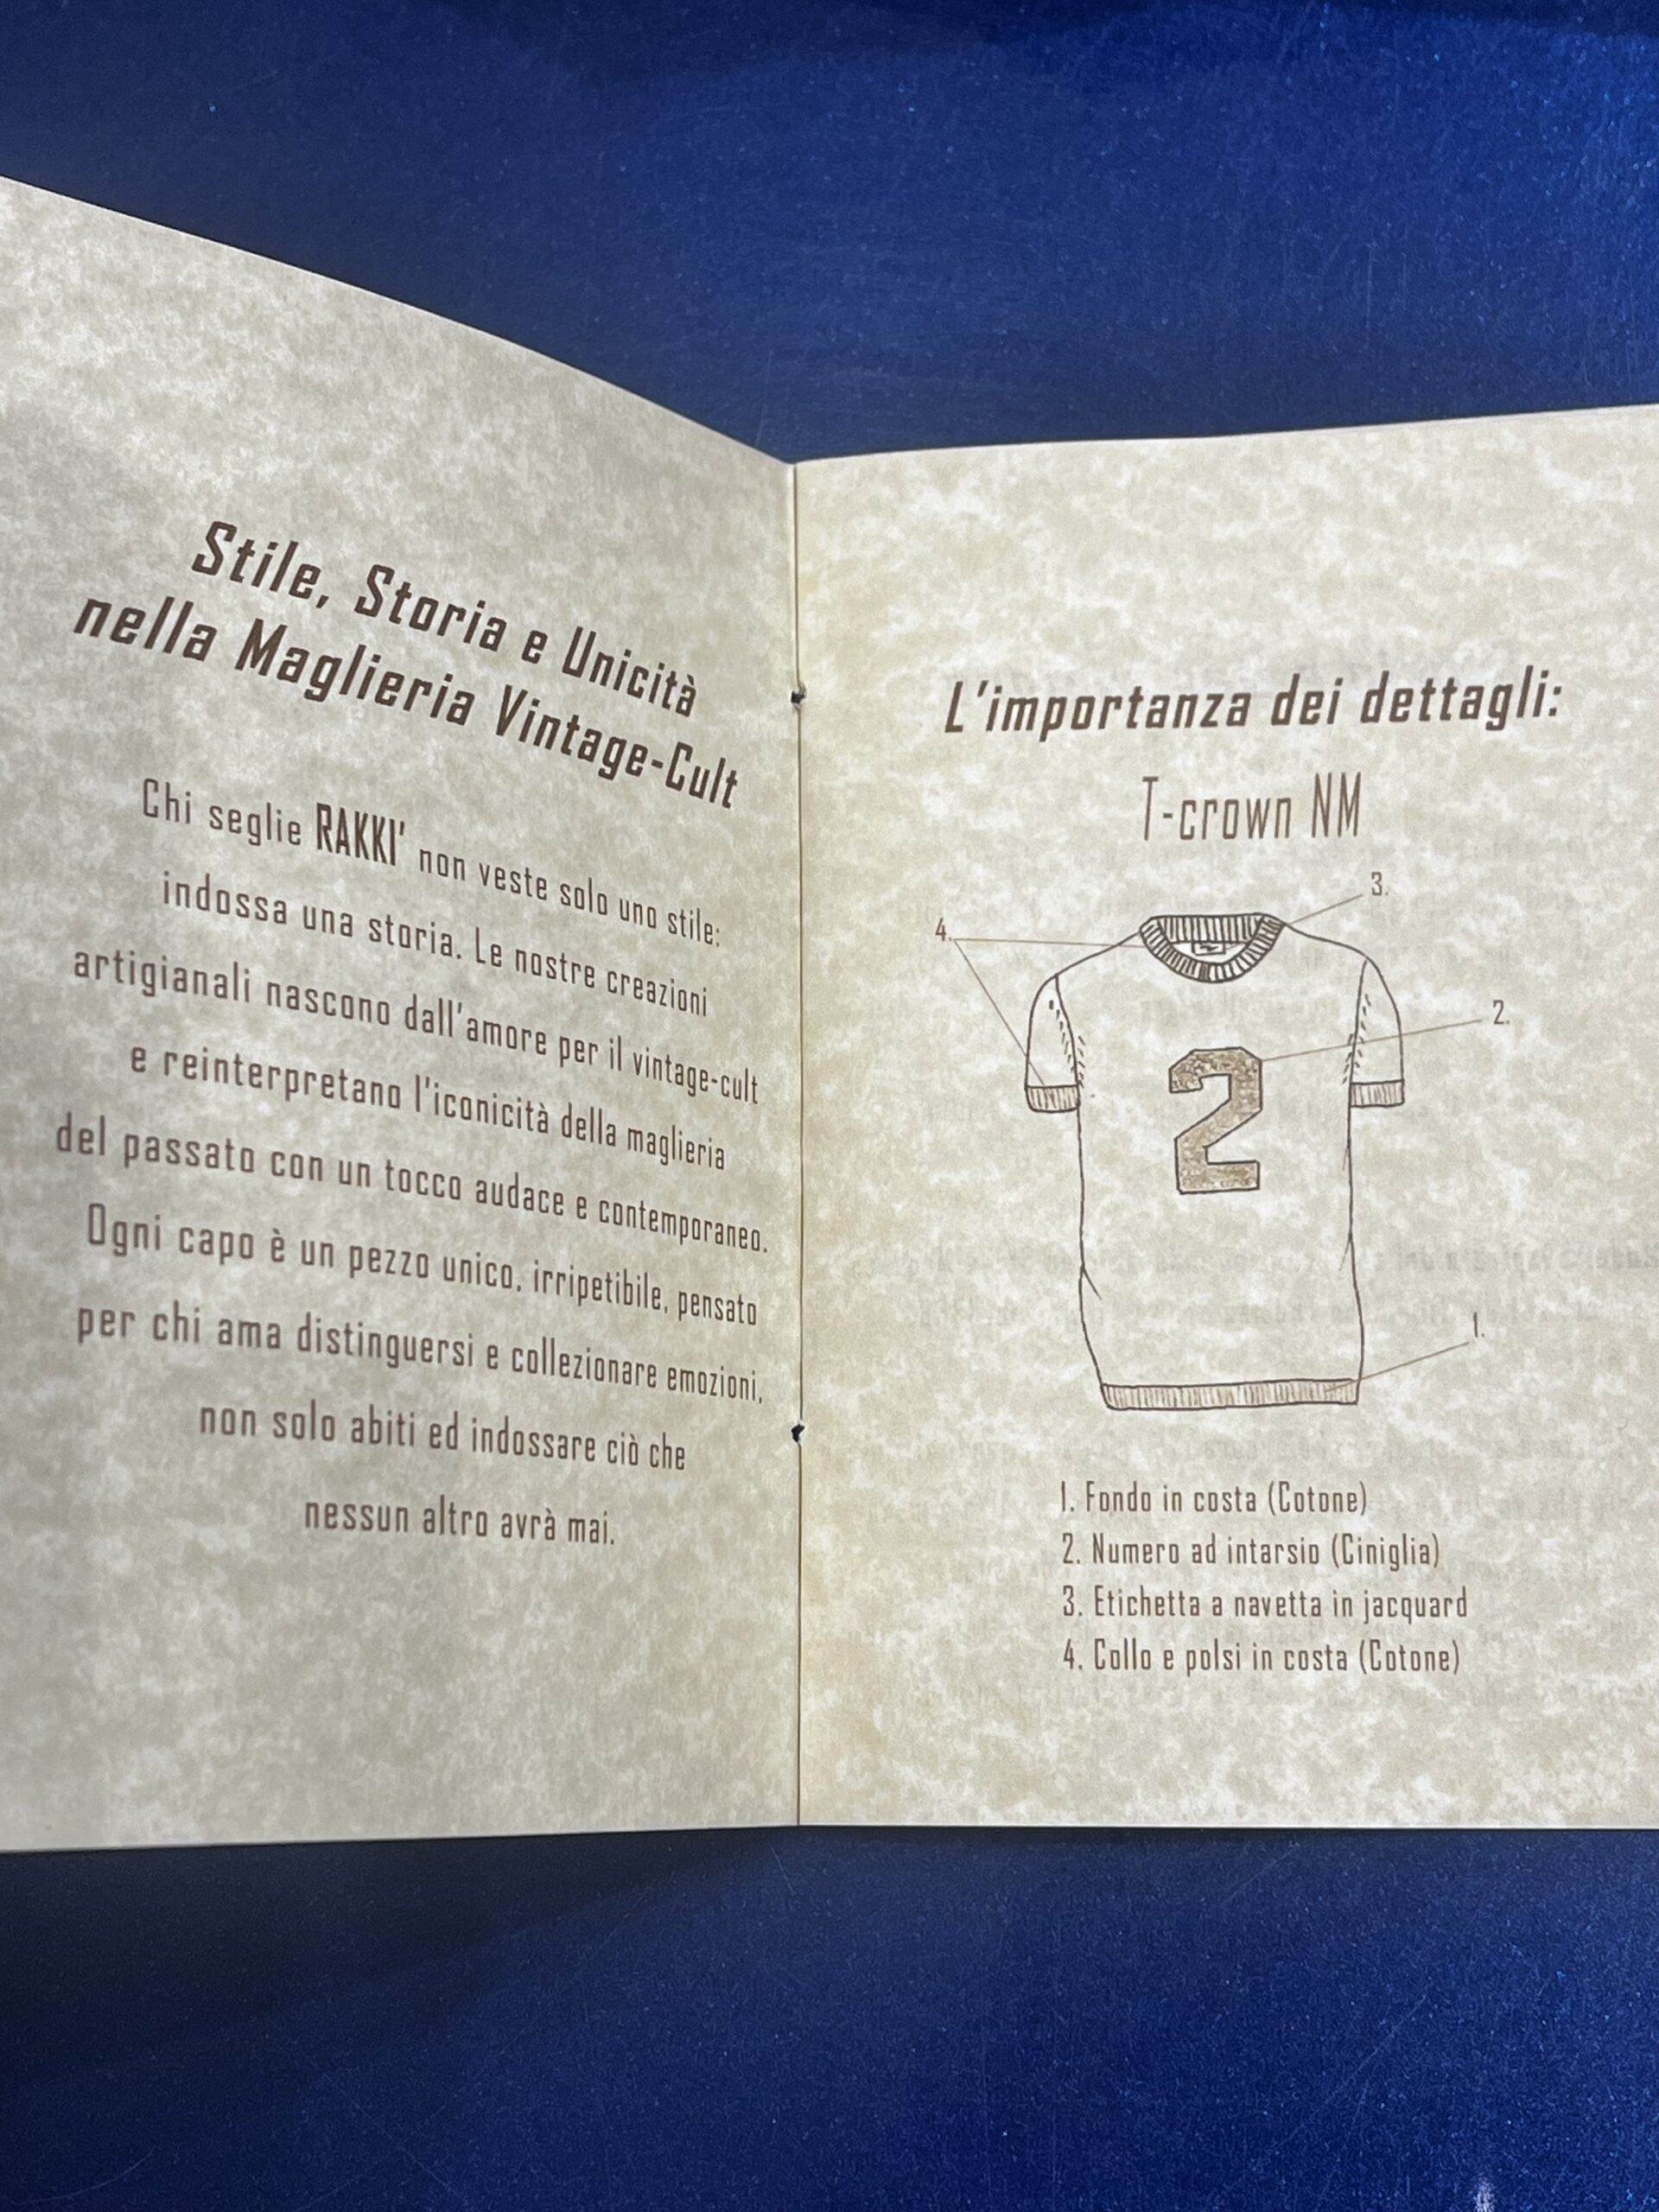 Stile, Storia e Unicità
nella Maglieria Vintage-Cult
Chi seglie RAKKI' non veste solo uno stile:
indossa una storia. Le nostre creazioni
artigianali nascono dall'amore per il vintage-cult
e reinterpretano l'iconicità della maglieria
del passato con un tocco audace e contemporaneo.
Ogni capo è un pezzo unico, irripetibile, pensato
per chi ama distinguersi e collezionare emozioni,
non solo abiti ed indossare ciò che
nessun altro avrà mai.
L'importanza dei dettagli:
T-crown NM
3.
4.
2.
2
1.
1. Fondo in costa (Cotone)
2. Numero ad intarsio (Ciniglia)
3. Etichetta a navetta in jacquard
4. Collo e polsi in costa (Cotone)